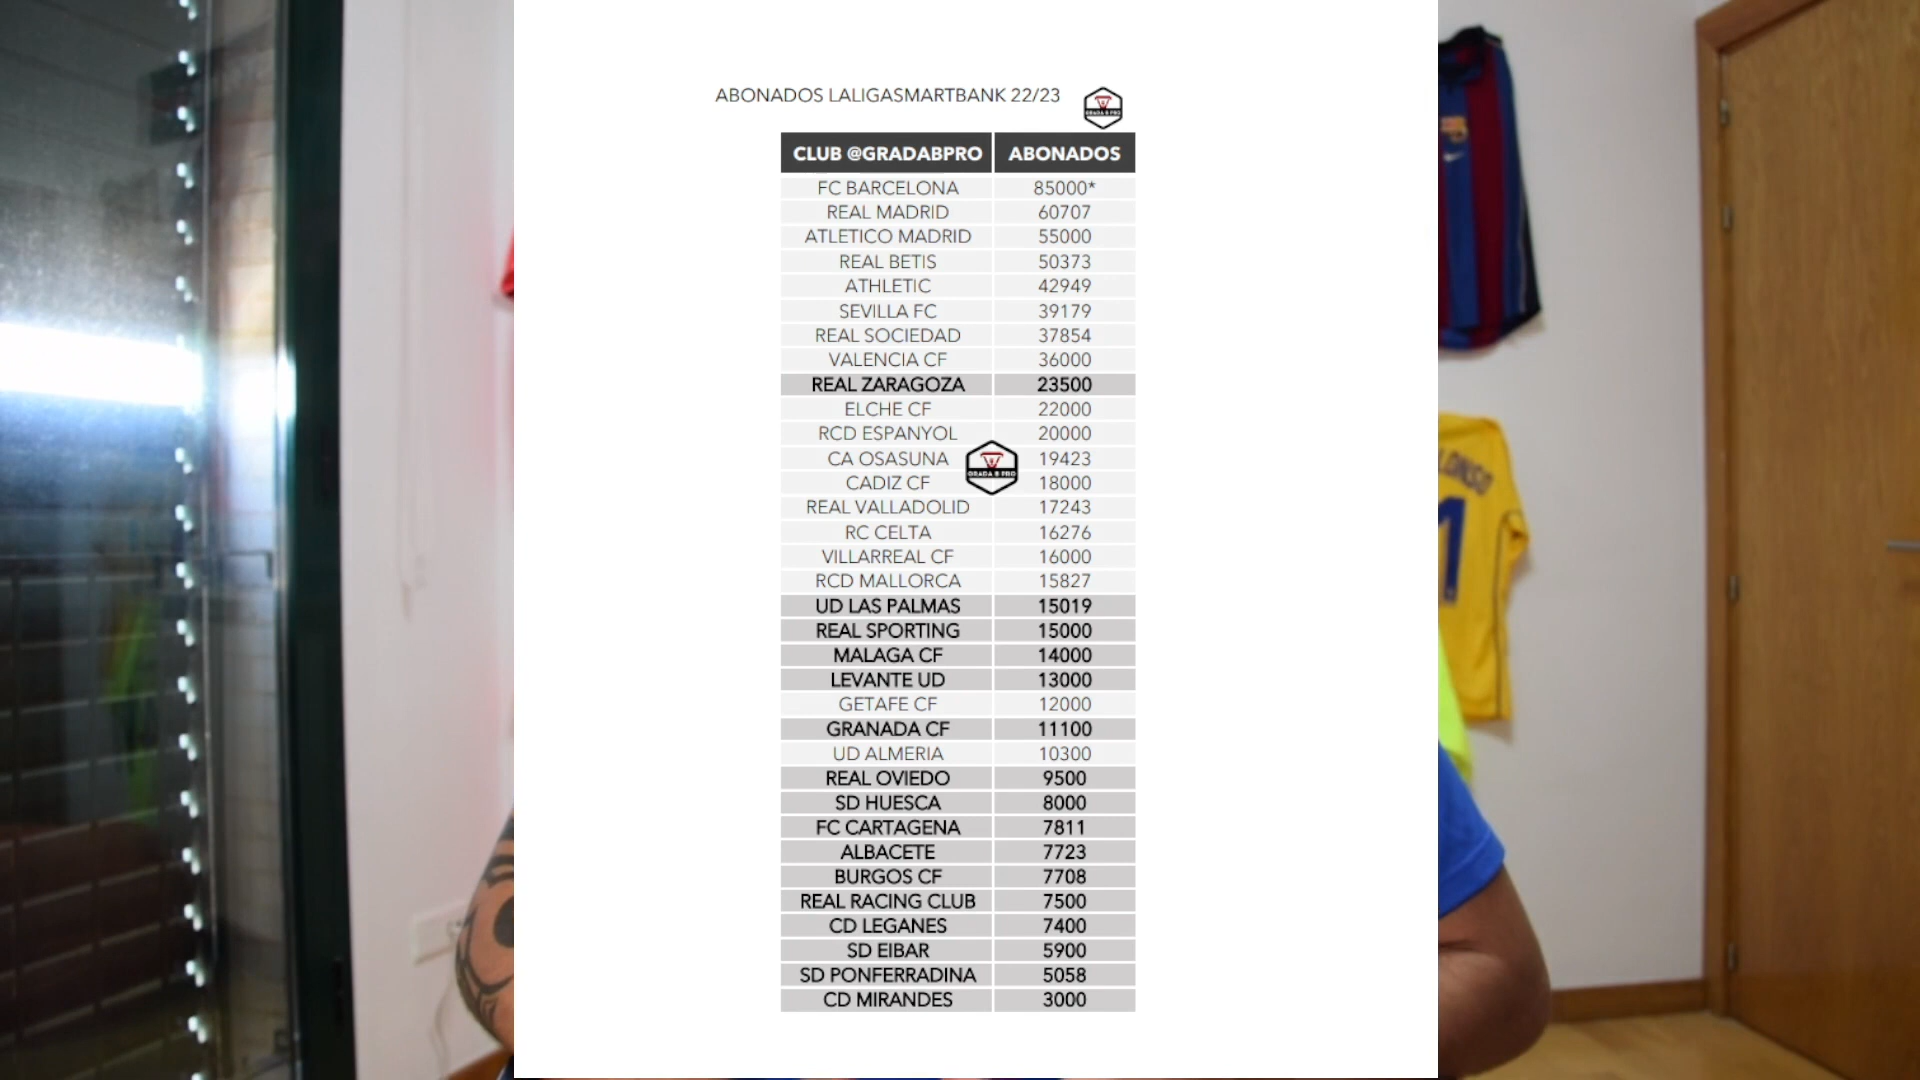 ABONADOS LALIGASMARTBANK 22/23
GRADA B PRO
CLUB @GRADABPRO ABONADOS
FC BARCELONA 85000*
REAL MADRID 60707
ATLETICO MADRID 55000
REAL BETIS 50373
ATHLETIC 42949
SEVILLA FC 39179
REAL SOCIEDAD 37854
VALENCIA CF 36000
REAL ZARAGOZA 23500
ELCHE CF 22000
RCD ESPANYOL 20000
CA OSASUNA 19423
GRADA B PRO
CADIZ CF 18000
REAL VALLADOLID 17243
RC CELTA 16276
VILLARREAL CF 16000
RCD MALLORCA 15827
UD LAS PALMAS 15019
REAL SPORTING 15000
MALAGA CF 14000
LEVANTE UD 13000
GETAFE CF 12000
GRANADA CF 11100
UD ALMERIA 10300
REAL OVIEDO 9500
SD HUESCA 8000
FC CARTAGENA 7811
ALBACETE 7723
BURGOS CF 7708
REAL RACING CLUB 7500
CD LEGANES 7400
SD EIBAR 5900
SD PONFERRADINA 5058
CD MIRANDES 3000